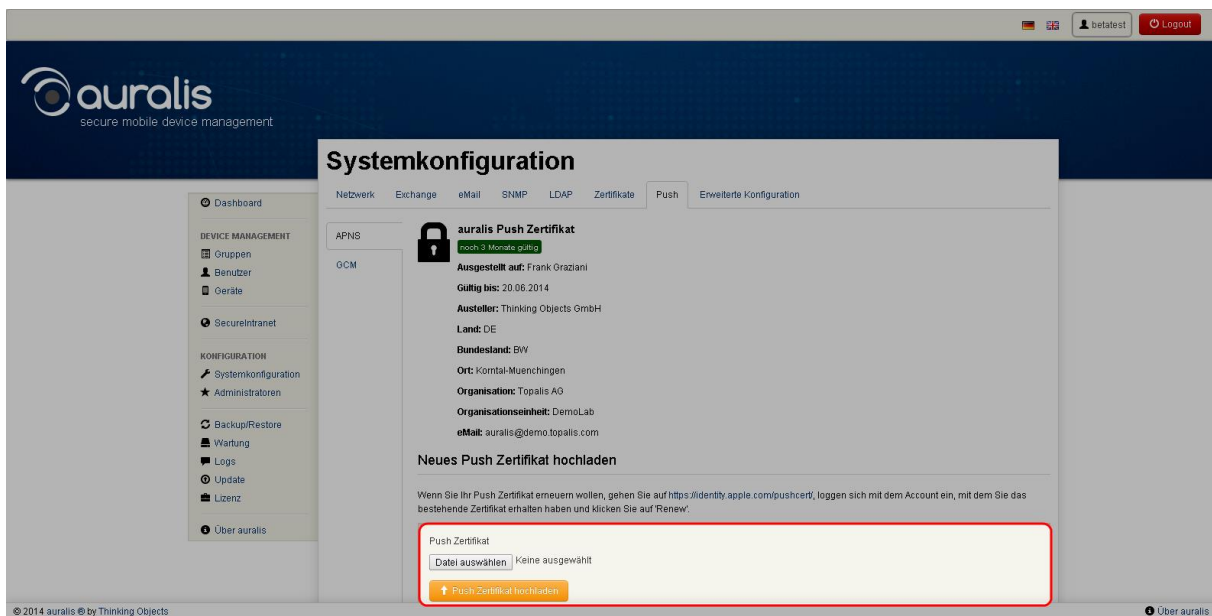 betatest
Logout
auralis
secure mobile device management
Systemkonfiguration
Netzwerk Exchange eMail SNMP LDAP Zertifikate Push Erweiterte Konfiguration
Dashboard
DEVICE MANAGEMENT
Gruppen
Benutzer
Geräte
SecureIntranet
KONFIGURATION
Systemkonfiguration
Administratoren
Backup/Restore
Wartung
Logs
Update
Lizenz
Über auralis
APNS
GCM
auralis Push Zertifikat
noch 3 Monate gültig
Ausgestellt auf: Frank Graziani
Gültig bis: 20.06.2014
Austeller: Thinking Objects GmbH
Land: DE
Bundesland: BW
Ort: Korntal-Muenchingen
Organisation: Topalis AG
Organisationseinheit: DemoLab
eMail: auralis@demo.topalis.com
Neues Push Zertifikat hochladen
Wenn Sie Ihr Push Zertifikat erneuern wollen, gehen Sie auf https://identity.apple.com/pushcert/, loggen sich mit dem Account ein, mit dem Sie das
bestehende Zertifikat erhalten haben und klicken Sie auf 'Renew'.
Push Zertifikat
Datei auswählen Keine ausgewählt
Push Zertifikat hochladen
© 2014 auralis ® by Thinking Objects
Über auralis